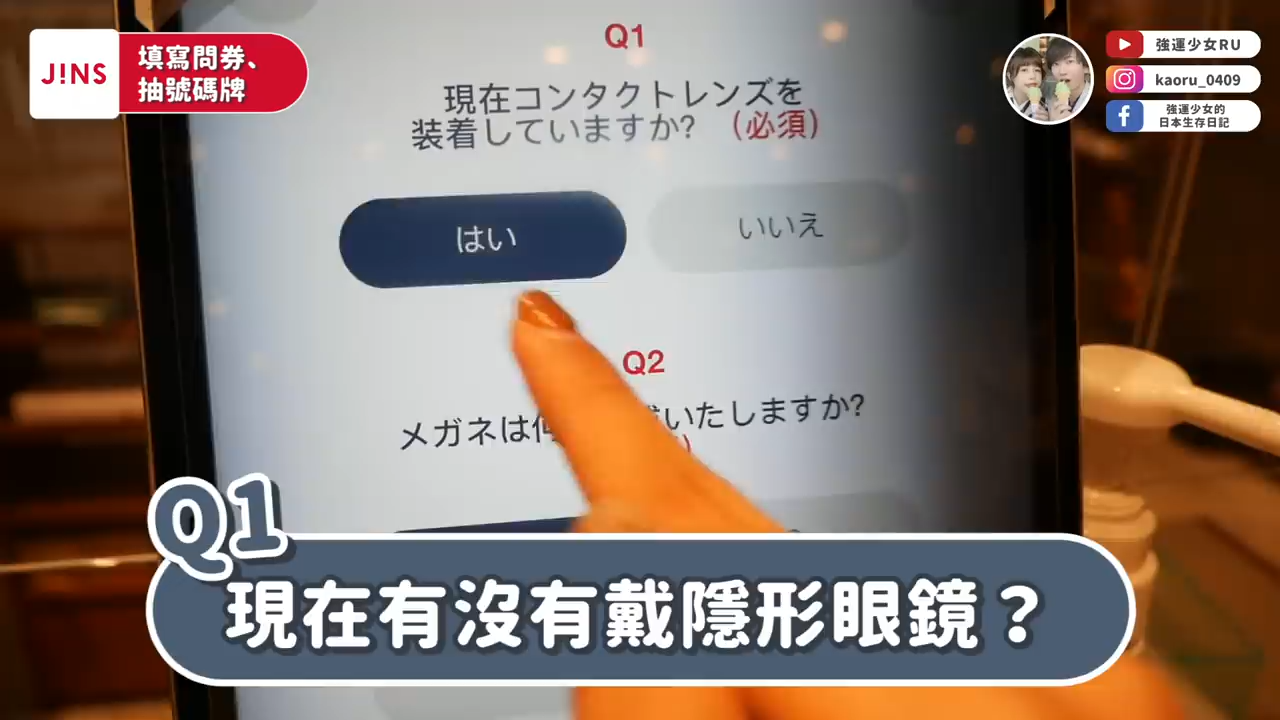 JINS
填寫問券、
抽號碼牌
強運少女RU
kaoru_0409
強運少女的
日本生存日記
Q1
現在コンタクトレンズを
装着していますか? (必須)
はい
いいえ
Q2
メガネは いたしますか?
Q1
現在有沒有戴隱形眼鏡？